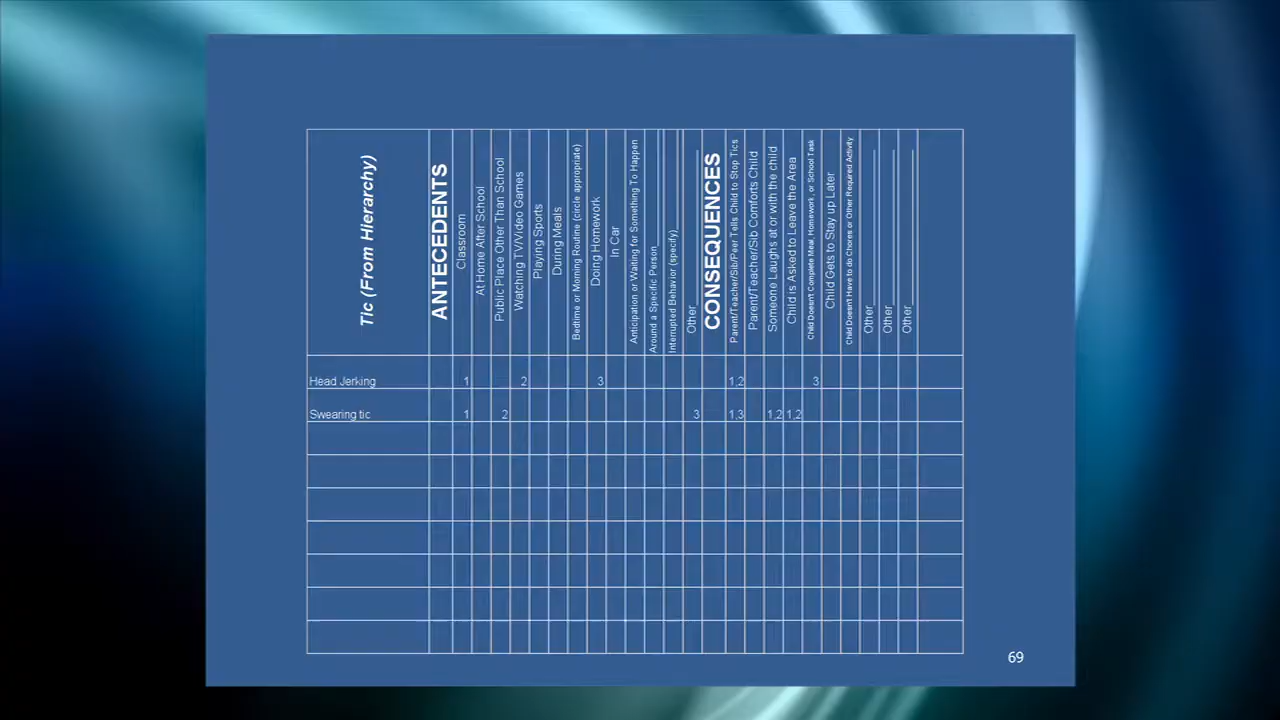 Tic (From Hierarchy)
ANTECEDENTS
Classroom
At Home After School
Public Place Other Than School
Watching TV/Video Games
Playing Sports
During Meals
Bedtime or Morning Routine (circle appropriate)
Doing Homework
In Car
Anticipation or Waiting for Something To Happen
Around a Specific Person
Interrupted Behavior (specify)
Other
CONSEQUENCES
Parent/Teacher/Sib/Peer Tells Child to Stop Tics
Parent/Teacher/Sib Comforts Child
Someone Laughs at or with the child
Child is Asked to Leave the Area
Child Doesn't Complete Meal, Homework, or School Task
Child Gets to Stay up Later
Child Doesn't Have to do Chores or Other Required Activity
Other
Other
Other
Head Jerking 1 2 3 1,2 3
Swearing tic 1 2 3 1,3 1,2 1,2
69